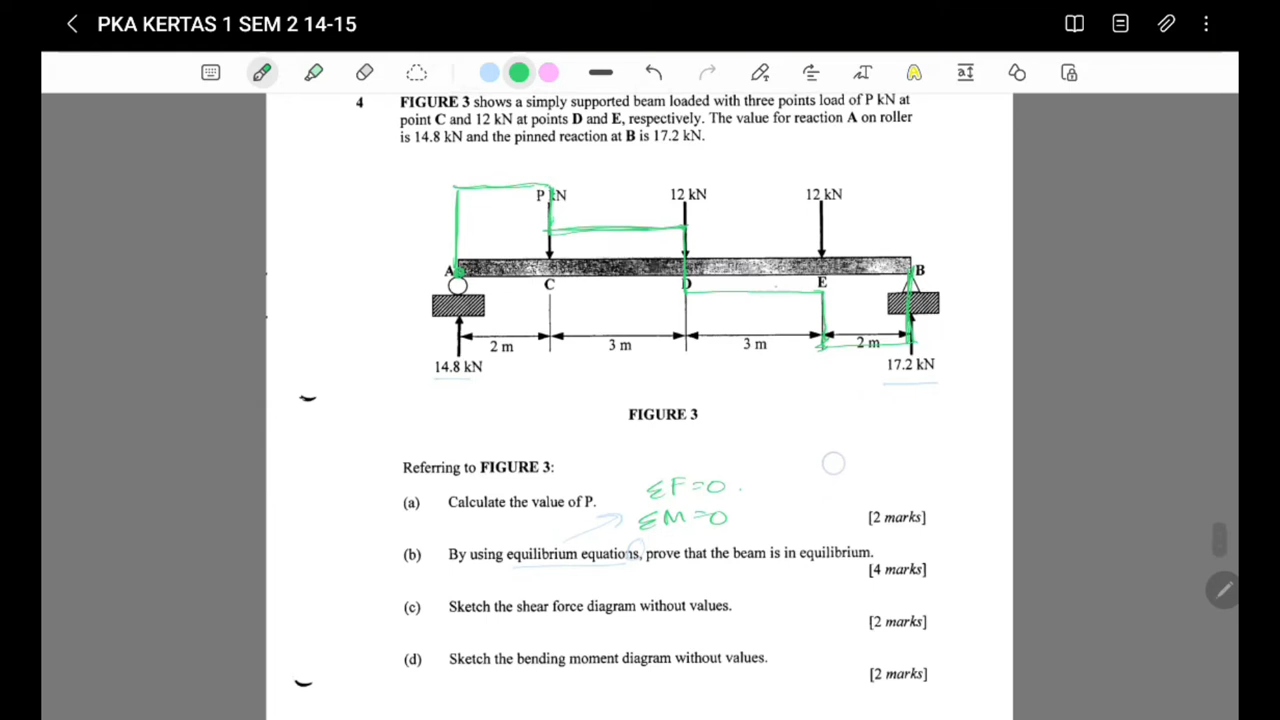 PKA KERTAS 1 SEM 2 14-15
4 FIGURE 3 shows a simply supported beam loaded with three points load of P kN at
point C and 12 kN at points D and E, respectively. The value for reaction A on roller
is 14.8 kN and the pinned reaction at B is 17.2 kN.
P kN 12 kN 12 kN
A B
C D E
2 m 3 m 3 m 2 m
14.8 kN 17.2 kN
FIGURE 3
Referring to FIGURE 3:
ΣF=0
(a) Calculate the value of P.
[2 marks]
ΣM=0
(b) By using equilibrium equations, prove that the beam is in equilibrium.
[4 marks]
(c) Sketch the shear force diagram without values.
[2 marks]
(d) Sketch the bending moment diagram without values.
[2 marks]